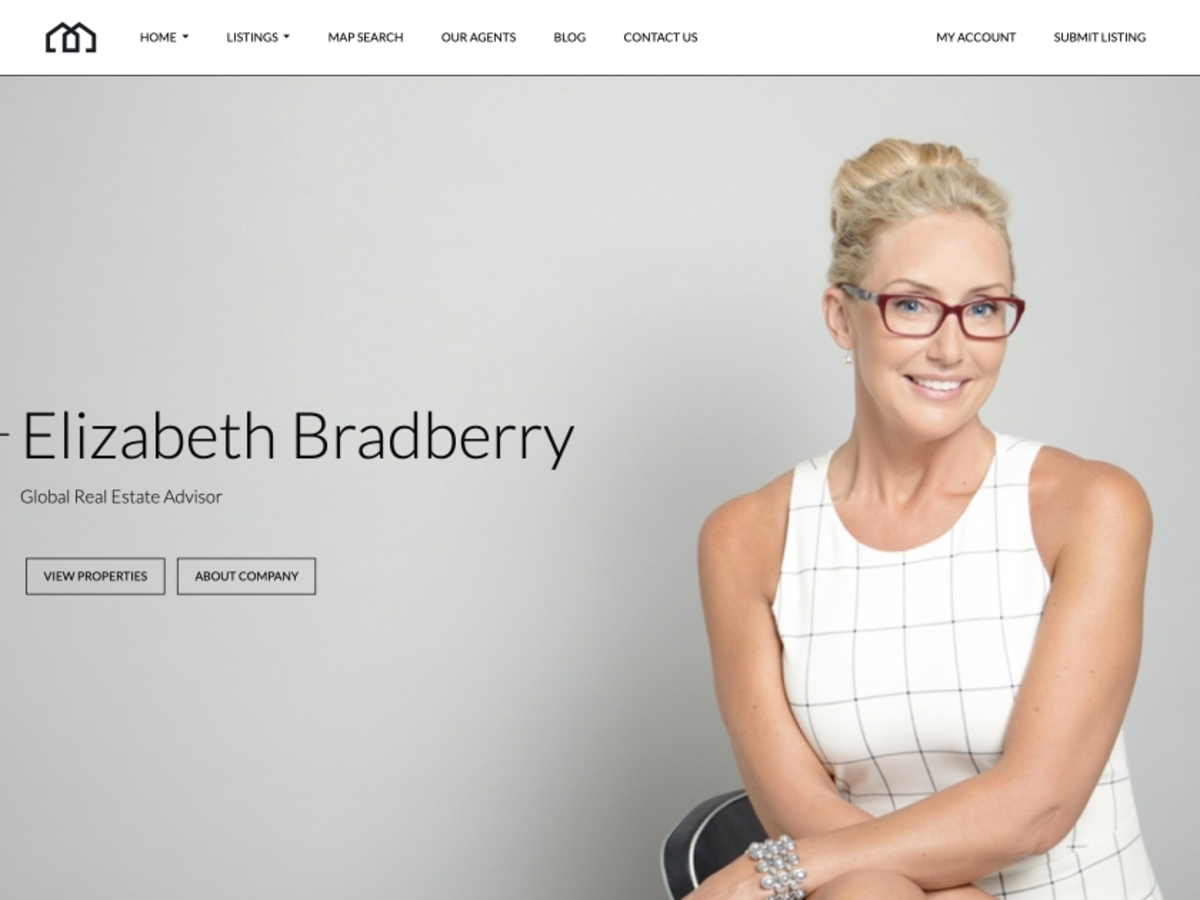 HOME LISTINGS MAP SEARCH OUR AGENTS BLOG CONTACT US MY ACCOUNT SUBMIT LISTING
Elizabeth Bradberry
Global Real Estate Advisor
VIEW PROPERTIES ABOUT COMPANY